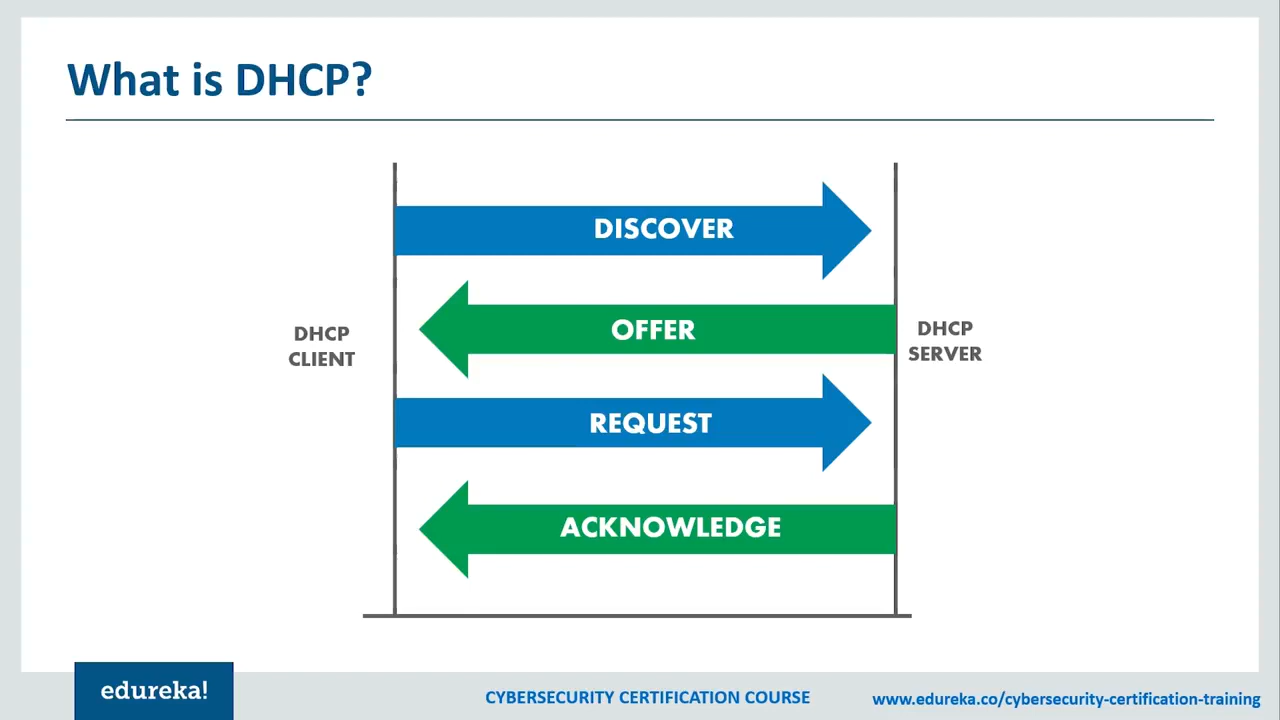 What is DHCP?
DISCOVER
OFFER
DHCP
CLIENT
DHCP
SERVER
REQUEST
ACKNOWLEDGE
edureka!
CYBERSECURITY CERTIFICATION COURSE
www.edureka.co/cybersecurity-certification-training